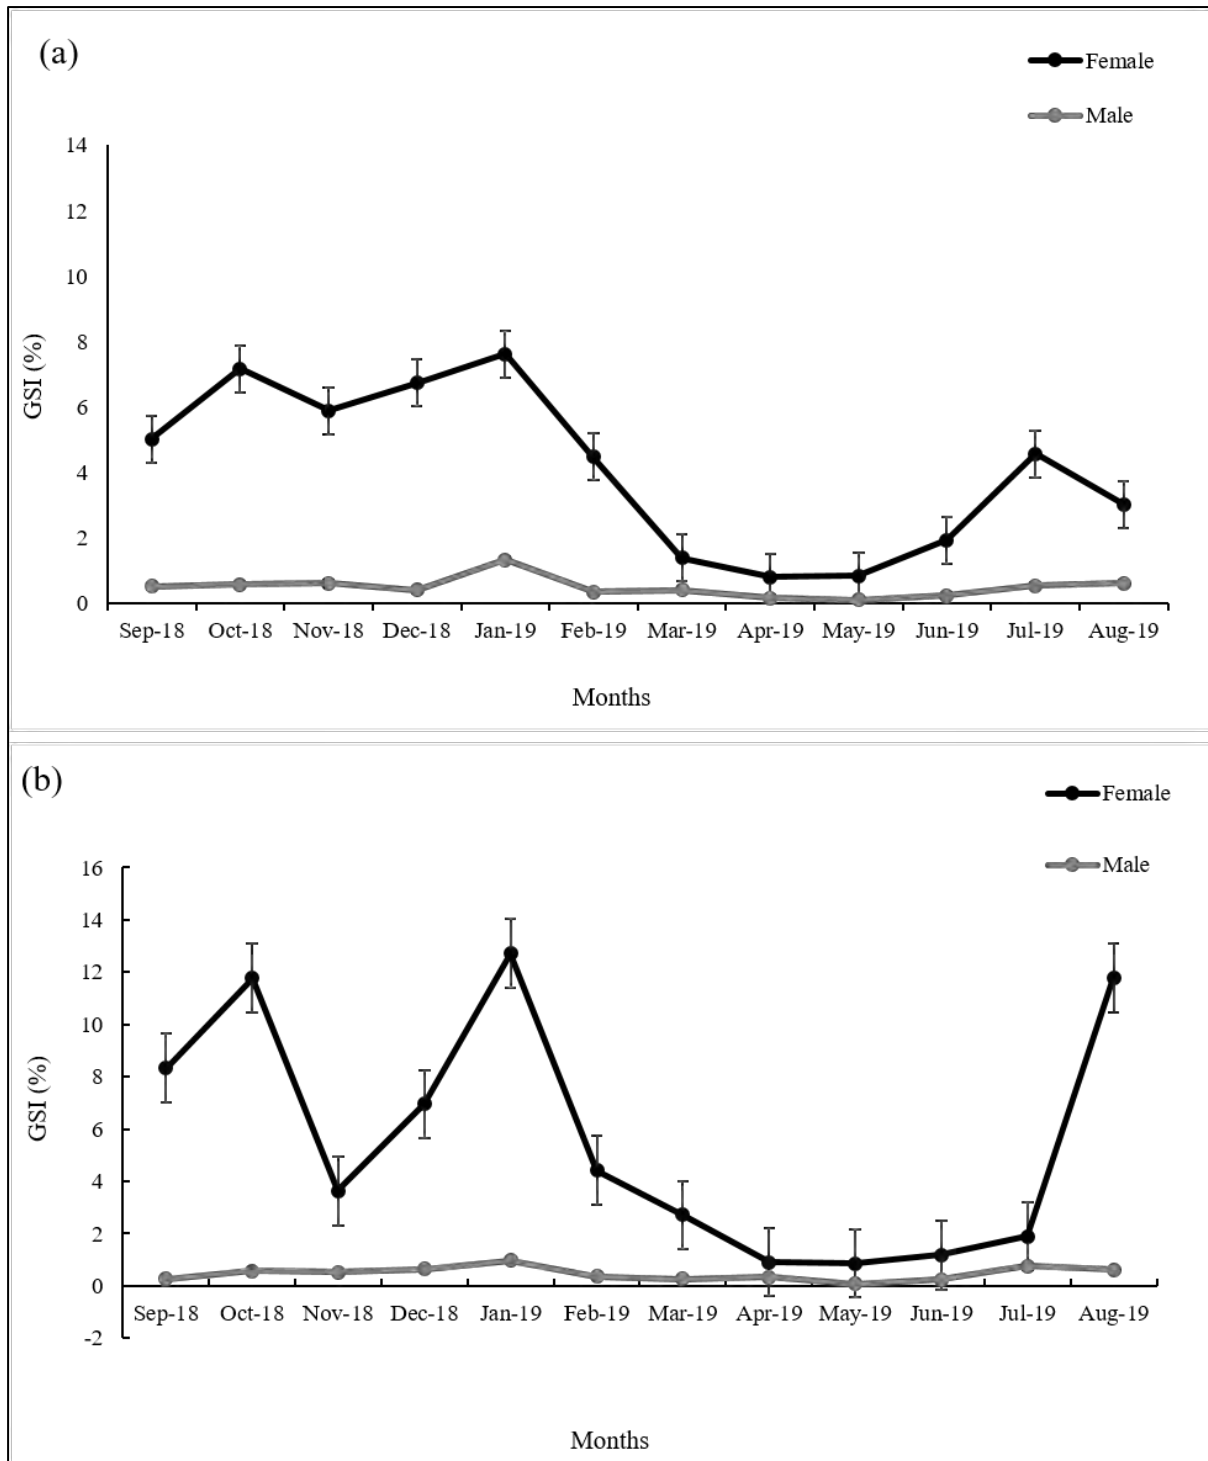 (a)
Female
Male
14
12
10
8
6
4
2
0
GSI (%)
Sep-18 Oct-18 Nov-18 Dec-18 Jan-19 Feb-19 Mar-19 Apr-19 May-19 Jun-19 Jul-19 Aug-19
Months
(b)
Female
Male
16
14
12
10
8
6
4
2
0
-2
GSI (%)
Sep-18 Oct-18 Nov-18 Dec-18 Jan-19 Feb-19 Mar-19 Apr-19 May-19 Jun-19 Jul-19 Aug-19
Months